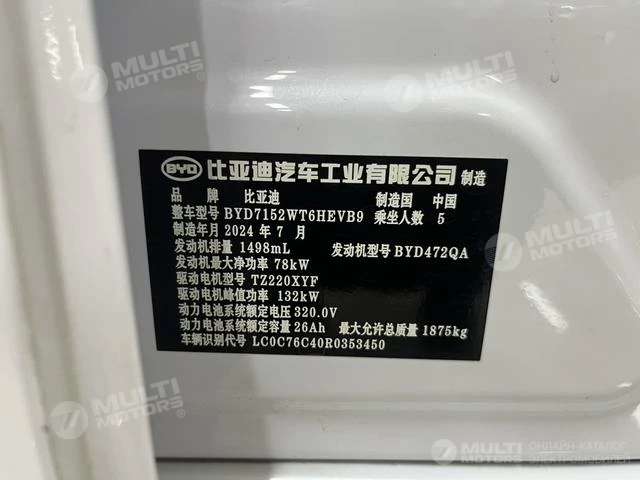 MULTI
MOTORS
MULTI
MOTORS
BYD 比亚迪汽车工业有限公司 制造
品 牌 比亚迪 制造国 中国
整车型号 BYD7152WT6HEVB9 乘坐人数 5
制造年月 2024 年 7 月
发动机排量 1498mL 发动机型号 BYD472QA
发动机最大净功率 78kW
驱动电机型号 TZ220XYF
驱动电机峰值功率 132kW
动力电池系统额定电压 320.0V
动力电池系统额定容量 26Ah 最大允许总质量 1875kg
车辆识别代号 LC0C76C40R0353450
MULTI
MOTORS
MULTI
MOTORS
MULTI
MOTORS
ОНЛАЙН-КАТАЛОГ
ЭЛЕКТРОМОБИЛЕЙ